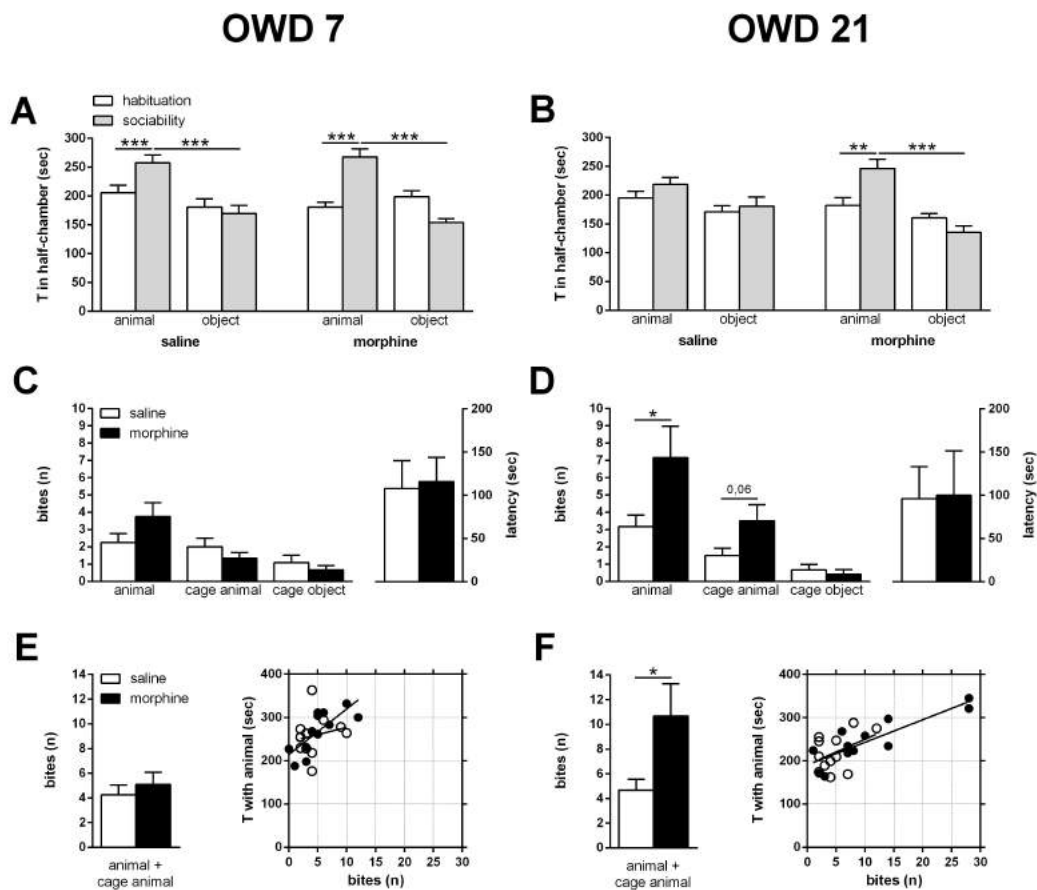 OWD 7
OWD 21
A
habituation
sociability
T in half-chamber (sec)
300
250
200
150
100
50
0
***
***
***
***
animal
object
animal
object
saline
morphine
B
T in half-chamber (sec)
300
250
200
150
100
50
0
**
***
animal
object
animal
object
saline
morphine
C
saline
morphine
bites (n)
10
9
8
7
6
5
4
3
2
1
0
animal
cage animal
cage object
200
150
100
50
0
latency (sec)
D
bites (n)
10
9
8
7
6
5
4
3
2
1
0
*
0,06
animal
cage animal
cage object
200
150
100
50
0
latency (sec)
E
saline
morphine
bites (n)
14
12
10
8
6
4
2
0
animal +
cage animal
T with animal (sec)
400
300
200
100
0
0 5 10 15 20 25 30
bites (n)
F
bites (n)
14
12
10
8
6
4
2
0
*
animal +
cage animal
T with animal (sec)
400
300
200
100
0
0 5 10 15 20 25 30
bites (n)